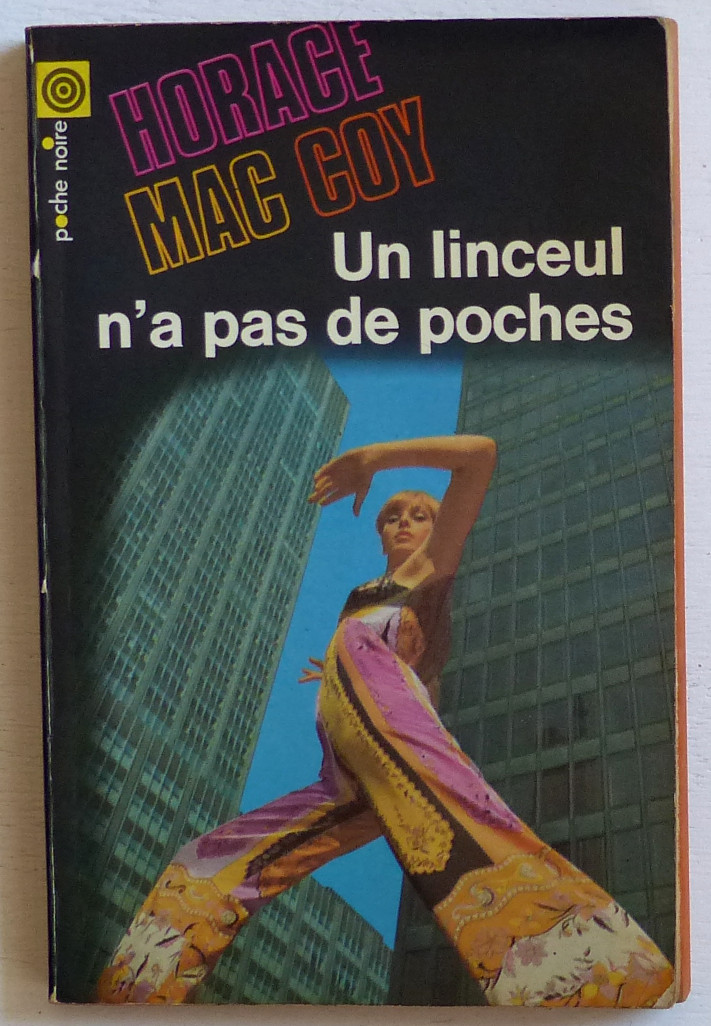 poche noire
HORACE
MAC COY
Un linceul
n'a pas de poches